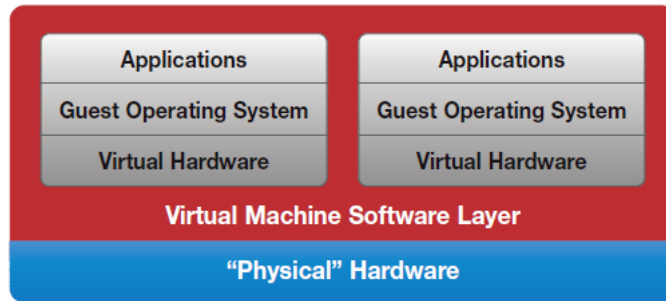 Applications
Guest Operating System
Virtual Hardware
Applications
Guest Operating System
Virtual Hardware
Virtual Machine Software Layer
“Physical” Hardware